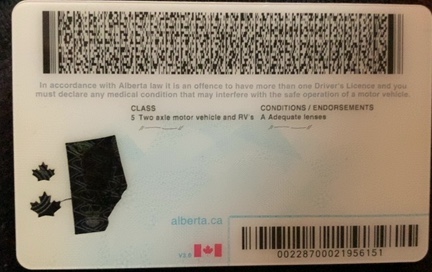 In accordance with Alberta law it is an offence to have more than one Driver's Licence and you
must declare any medical condition that may interfere with the safe operation of a motor vehicle.
CLASS
5 Two axle motor vehicle and RV's
CONDITIONS / ENDORSEMENTS
A Adequate lenses
alberta.ca
v3.0
00228700021956151